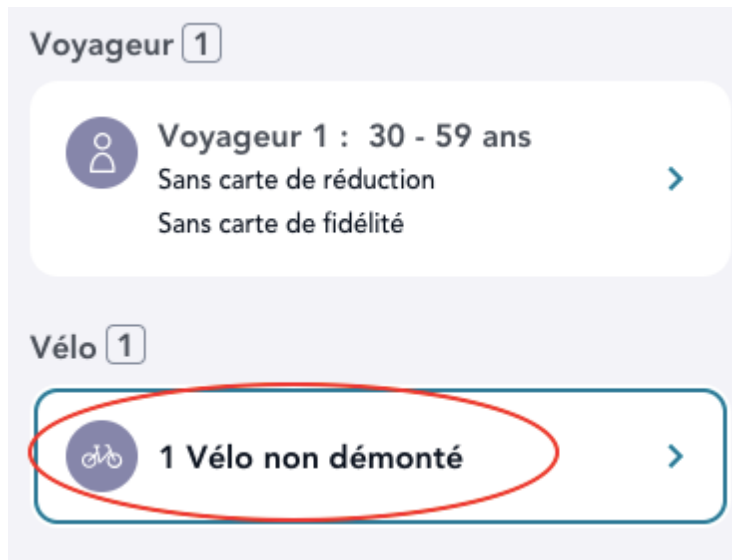 Voyageur 1
Voyageur 1 : 30 - 59 ans
Sans carte de réduction
Sans carte de fidélité
Vélo 1
1 Vélo non démonté